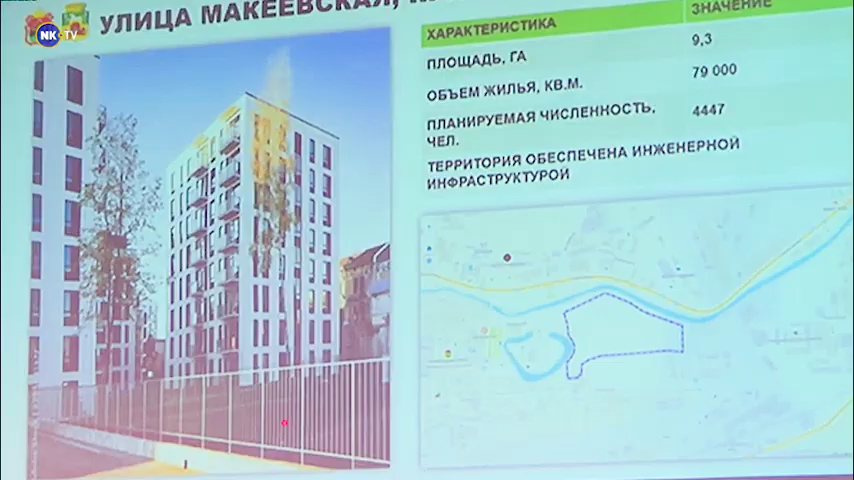 NK TV
УЛИЦА МАКЕЕВСКАЯ,
ХАРАКТЕРИСТИКА ЗНАЧЕНИЕ
ПЛОЩАДЬ, ГА 9,3
ОБЪЕМ ЖИЛЬЯ, КВ.М. 79 000
ПЛАНИРУЕМАЯ ЧИСЛЕННОСТЬ, 4447
ЧЕЛ.
ТЕРРИТОРИЯ ОБЕСПЕЧЕНА ИНЖЕНЕРНОЙ
ИНФРАСТРУКТУРОЙ